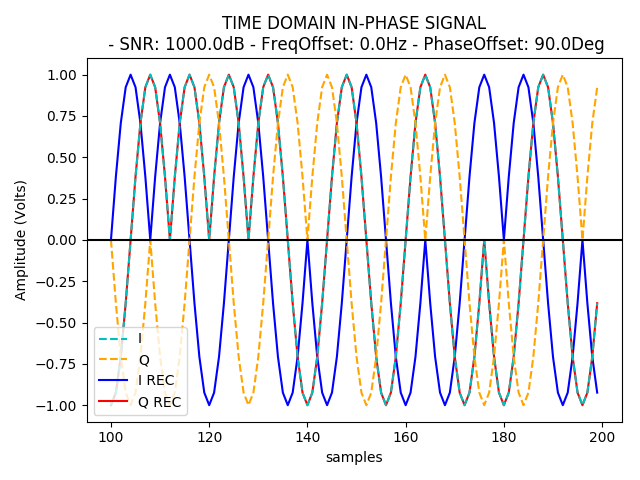 TIME DOMAIN IN-PHASE SIGNAL
- SNR: 1000.0dB - FreqOffset: 0.0Hz - PhaseOffset: 90.0Deg
Amplitude (Volts)
1.00
0.75
0.50
0.25
0.00
−0.25
−0.50
−0.75
−1.00
I
Q
I REC
Q REC
100
120
140
160
180
200
samples